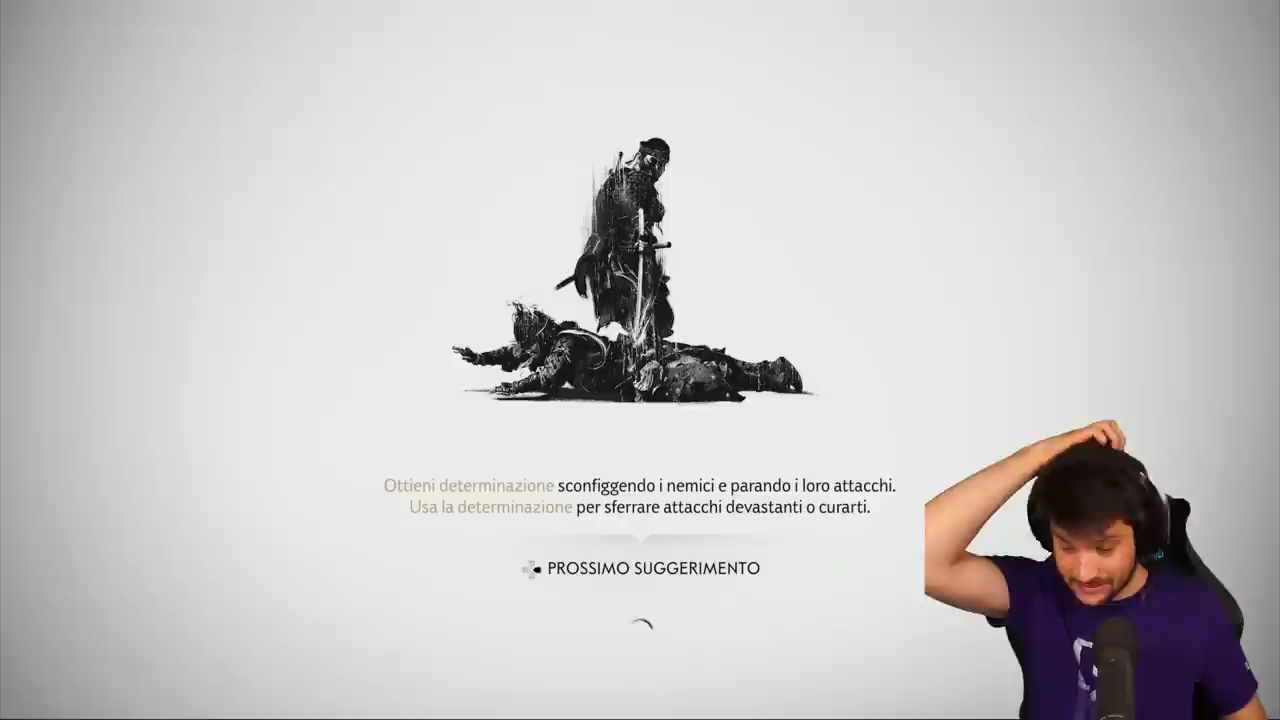 Ottieni determinazione sconfiggendo i nemici e parando i loro attacchi.
Usa la determinazione per sferrare attacchi devastanti o curarti.
PROSSIMO SUGGERIMENTO